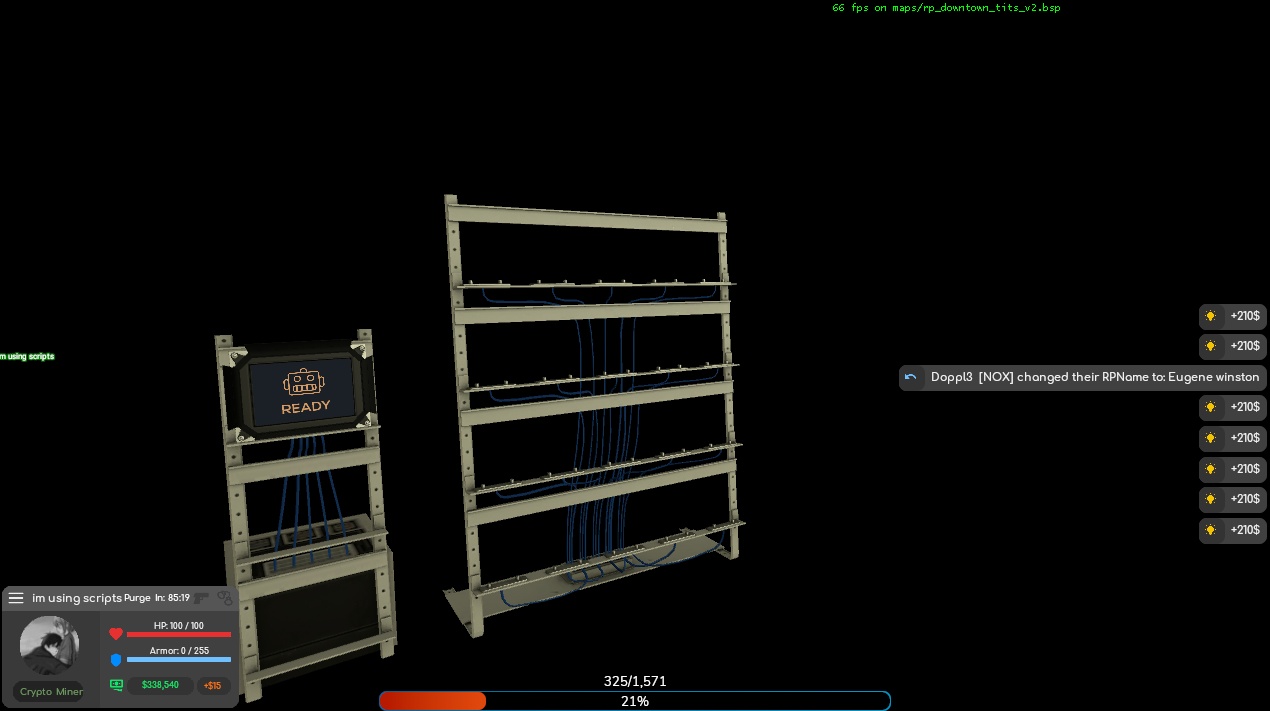 66 fps on maps/rp_downtown_tits_v2.bsp
+210$
+210$
m using scripts
Doppl3 [NOX] changed their RPName to: Eugene winston
READY
+210$
+210$
+210$
+210$
+210$
im using scripts Purge In: 85:19
HP: 100 / 100
Armor: 0 / 255
$338,540 +$15
Crypto Miner
325/1,571
21%